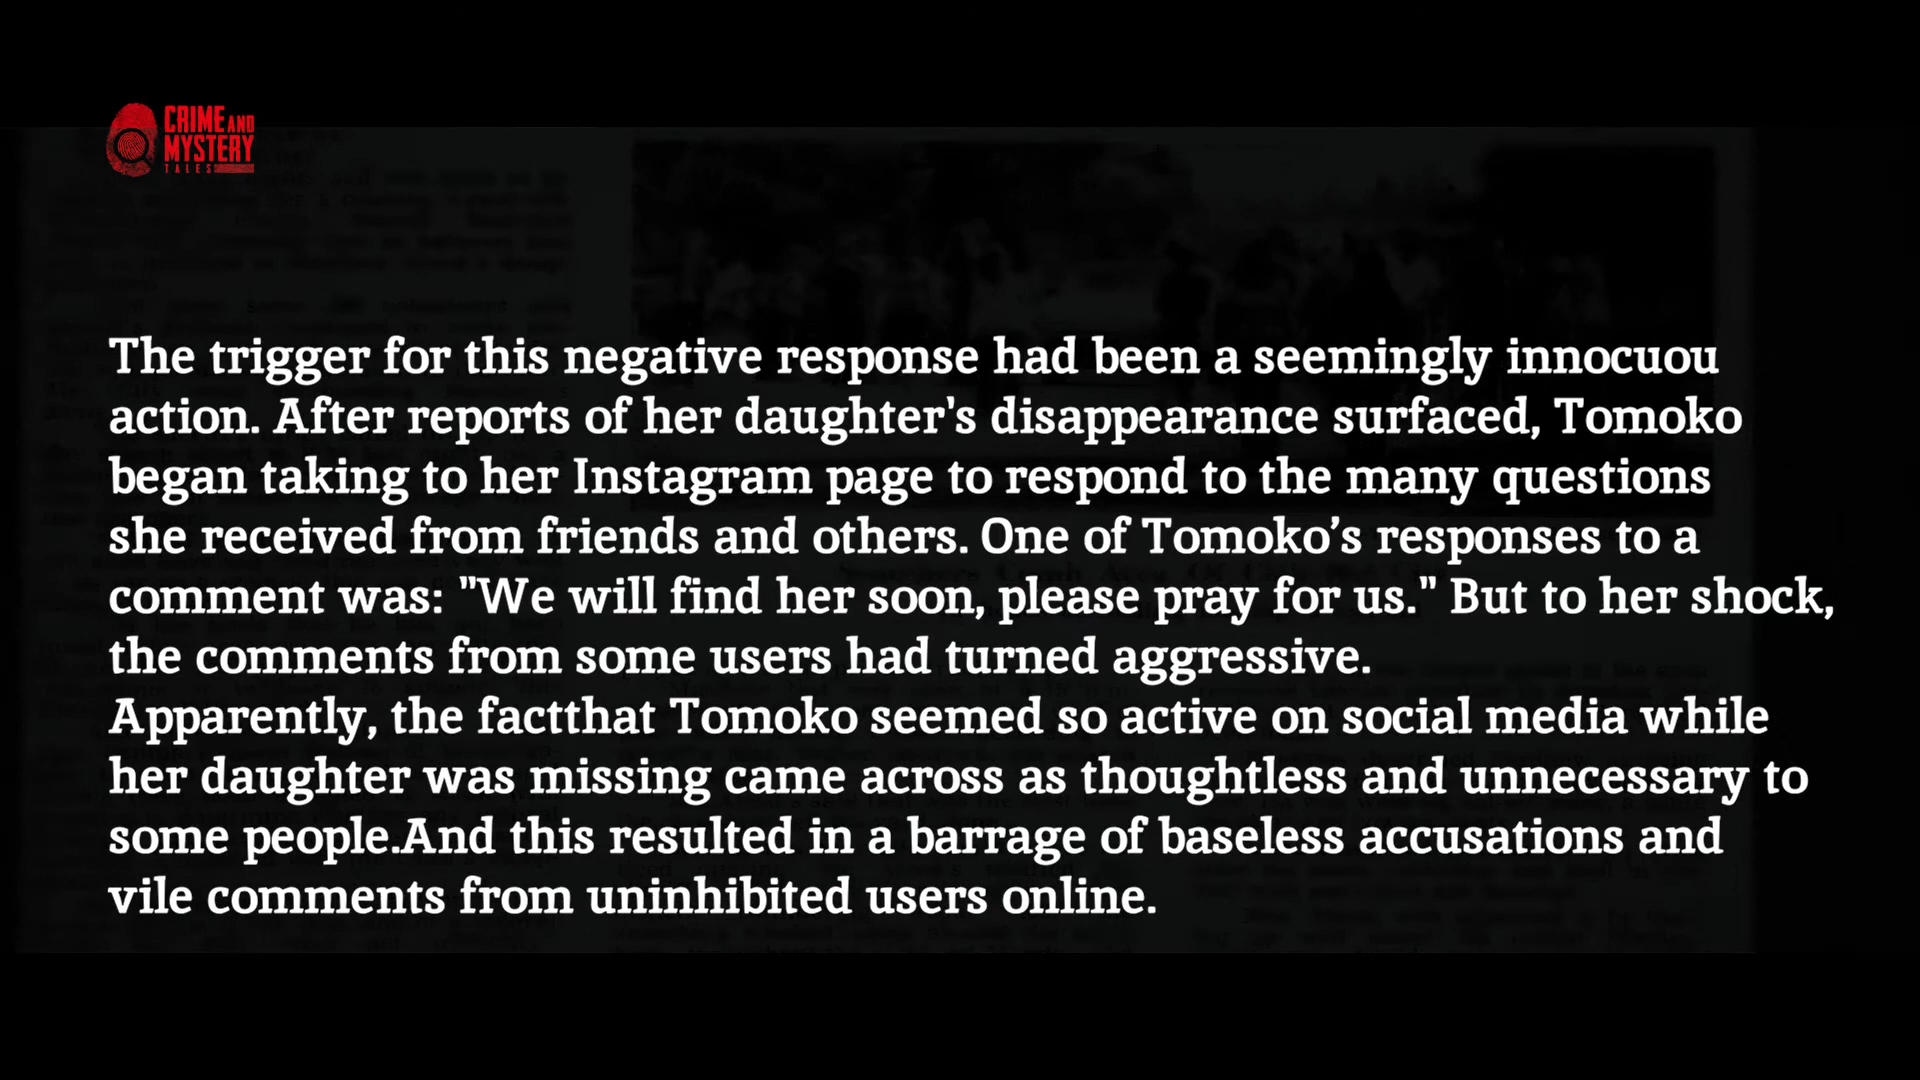 CRIME AND
MYSTERY
TALES
The trigger for this negative response had been a seemingly innocuou
action. After reports of her daughter's disappearance surfaced, Tomoko
began taking to her Instagram page to respond to the many questions
she received from friends and others. One of Tomoko’s responses to a
comment was: "We will find her soon, please pray for us." But to her shock,
the comments from some users had turned aggressive.
Apparently, the factthat Tomoko seemed so active on social media while
her daughter was missing came across as thoughtless and unnecessary to
some people.And this resulted in a barrage of baseless accusations and
vile comments from uninhibited users online.